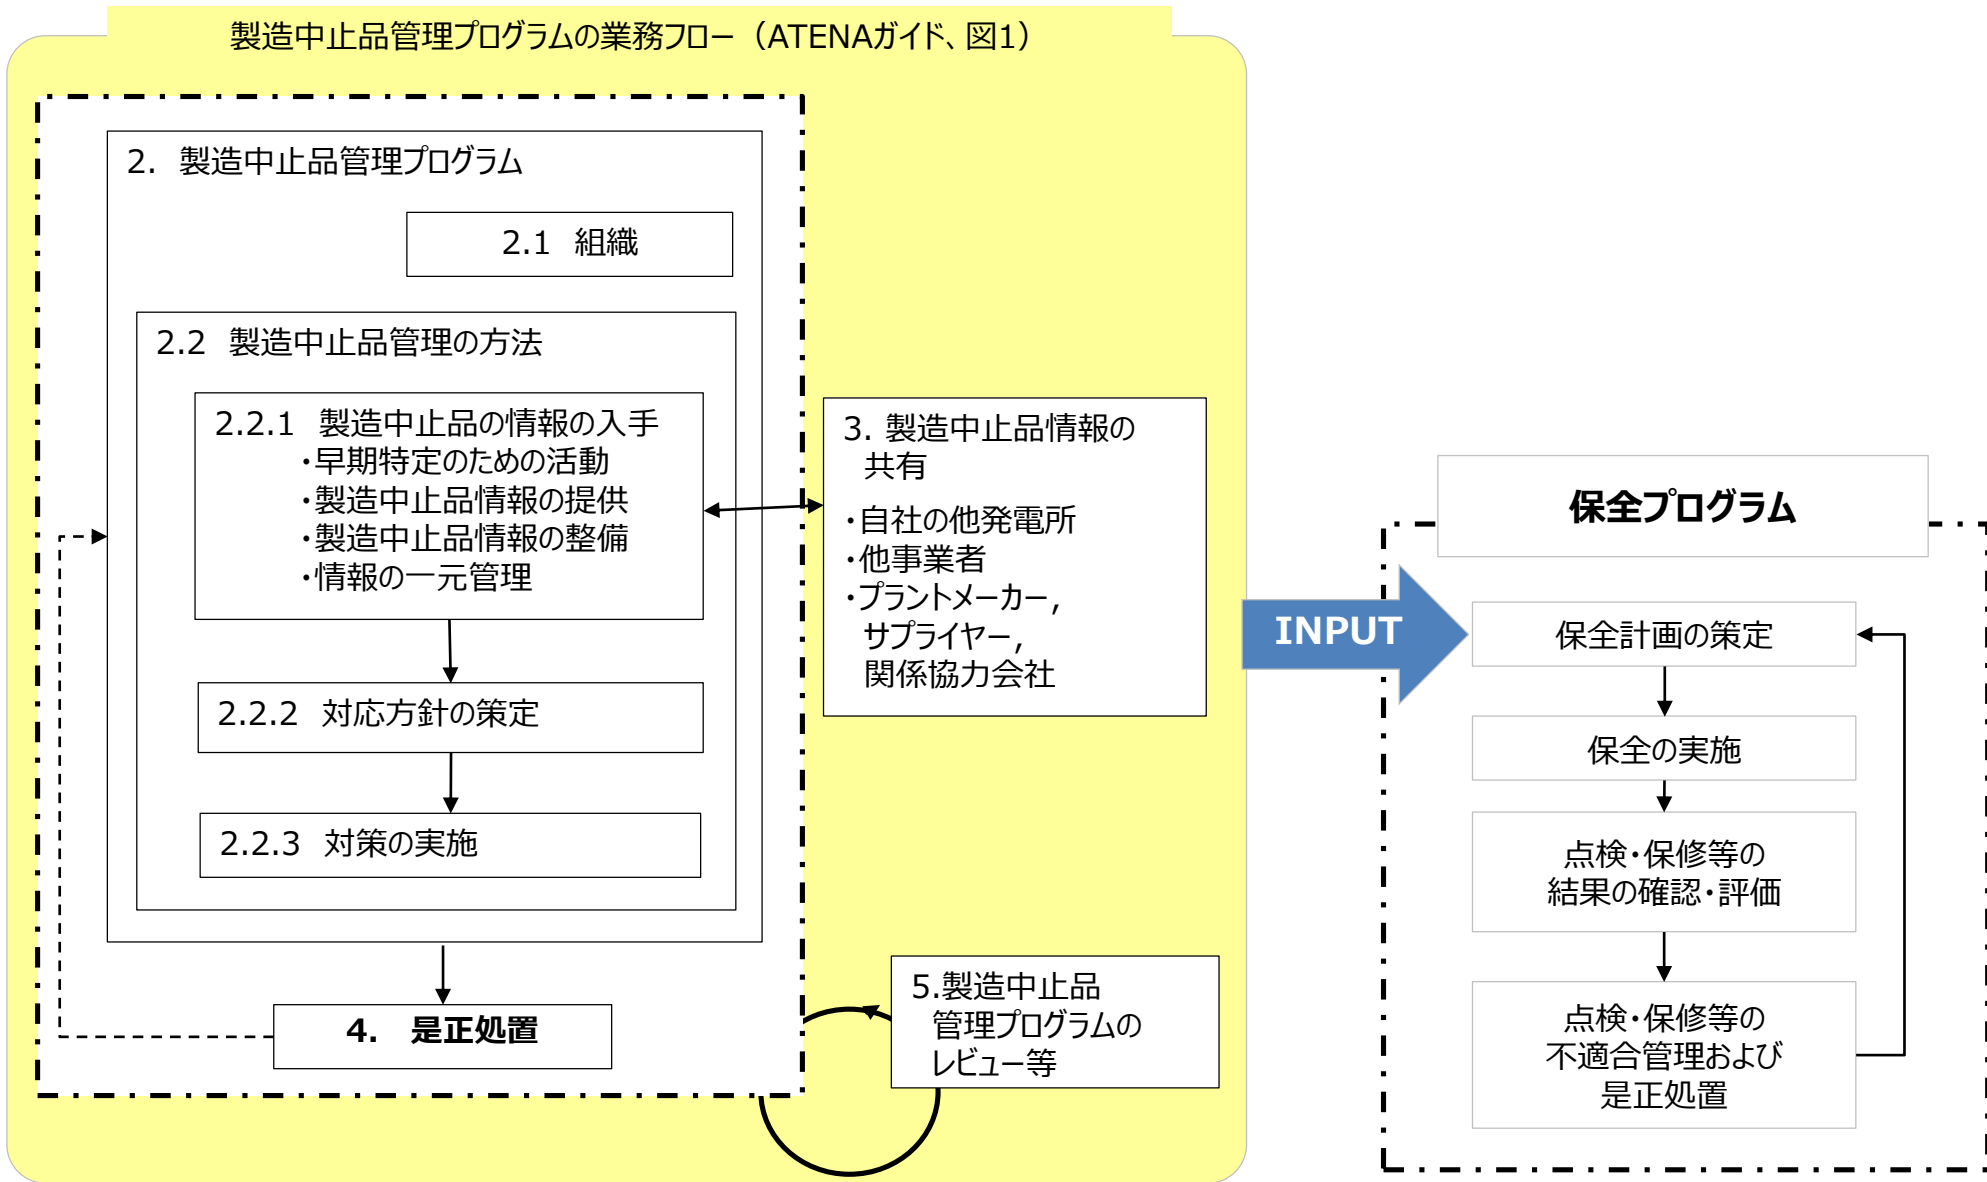 製造中止品管理プログラムの業務フロー（ATENAガイド、図1）
2. 製造中止品管理プログラム
2.1 組織
2.2 製造中止品管理の方法
2.2.1 製造中止品の情報の入手
・早期特定のための活動
・製造中止品情報の提供
・製造中止品情報の整備
・情報の一元管理
2.2.2 対応方針の策定
2.2.3 対策の実施
4. 是正処置
3. 製造中止品情報の
共有
・自社の他発電所
・他事業者
・プラントメーカー,
サプライヤー,
関係協力会社
5.製造中止品
管理プログラムの
レビュー等
INPUT
保全プログラム
保全計画の策定
保全の実施
点検・保修等の
結果の確認・評価
点検・保修等の
不適合管理および
是正処置